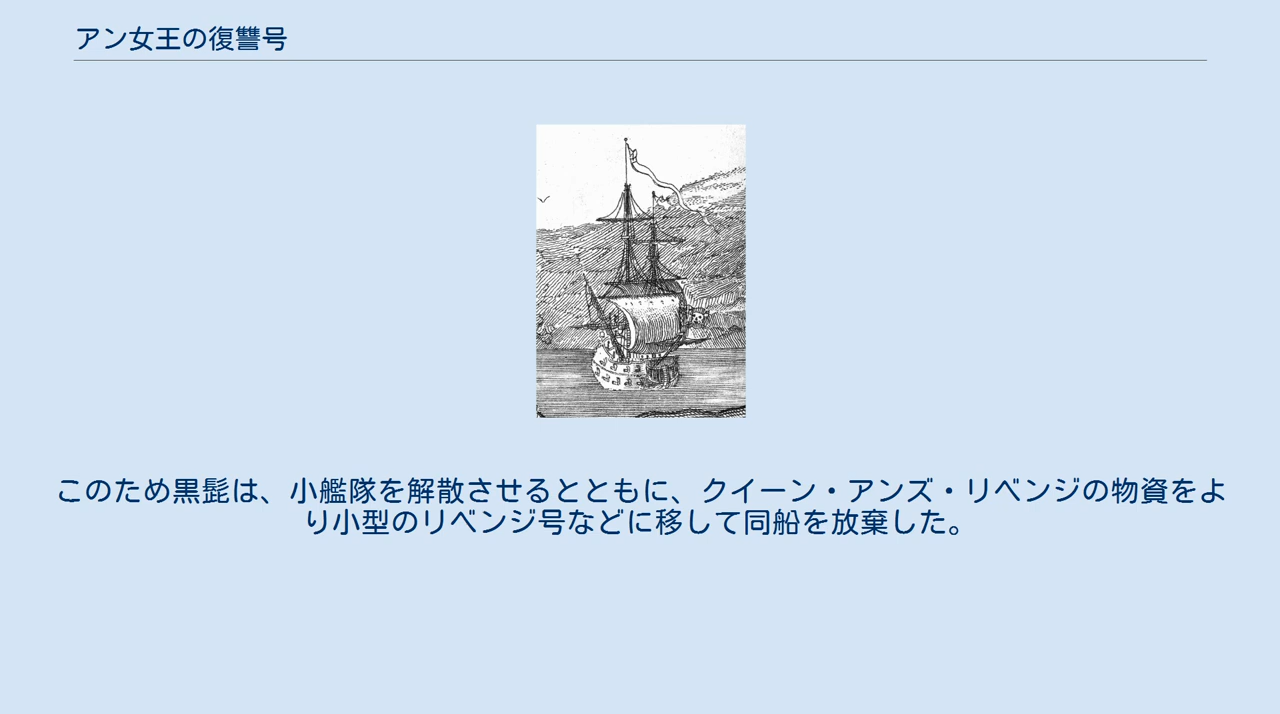 アン女王の復讐号
このため黒髭は、小艦隊を解散させるとともに、クイーン・アンズ・リベンジの物資をよ
り小型のリベンジ号などに移して同船を放棄した。